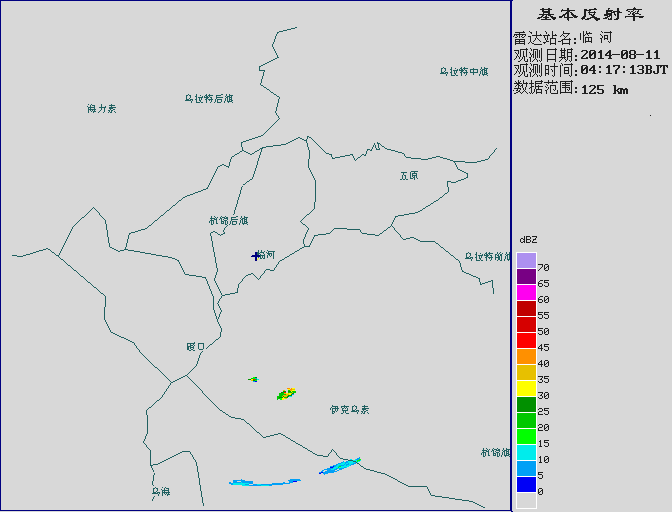 基本反射率
雷达站名:临 河
观测日期:2014-08-11
观测时间:04:17:13BJT
数据范围:125 km
乌拉特中旗
乌拉特后旗
海力素
五原
杭锦后旗
临河
乌拉特前旗
磴口
伊克乌素
杭锦旗
乌海
dBZ
70
65
60
55
50
45
40
35
30
25
20
15
10
5
0